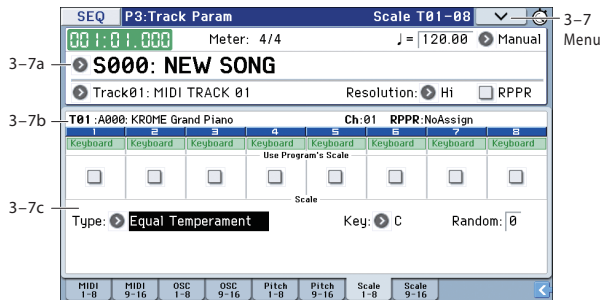 SEQ P3:Track Param Scale T01-08
3–7
Menu
001:01.000 Meter: 4/4 ♩= 120.00 Manual
3–7a
S000: NEW SONG
Track01: MIDI TRACK 01 Resolution: Hi RPPR
3–7b
T01:A000: KROME Grand Piano Ch:01 RPPR:NoAssign
1 2 3 4 5 6 7 8
Keyboard Keyboard Keyboard Keyboard Keyboard Keyboard Keyboard Keyboard
Use Program's Scale
Scale
3–7c
Type: Equal Temperament Key: C Random: 0
MIDI 1-8 MIDI 9-16 OSC 1-8 OSC 9-16 Pitch 1-8 Pitch 9-16 Scale 1-8 Scale 9-16